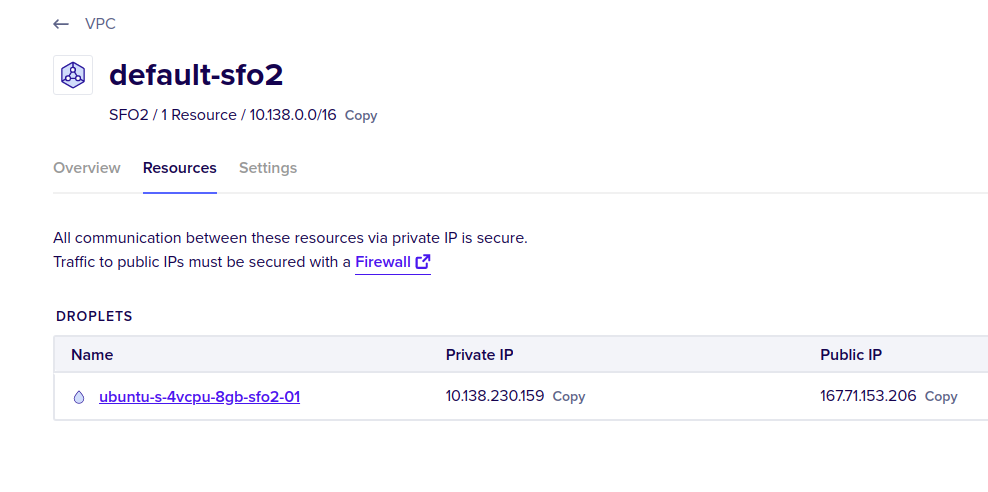 ← VPC
default-sfo2
SFO2 / 1 Resource / 10.138.0.0/16 Copy
Overview Resources Settings
All communication between these resources via private IP is secure.
Traffic to public IPs must be secured with a Firewall
DROPLETS
Name Private IP Public IP
ubuntu-s-4vcpu-8gb-sfo2-01 10.138.230.159 Copy 167.71.153.206 Copy